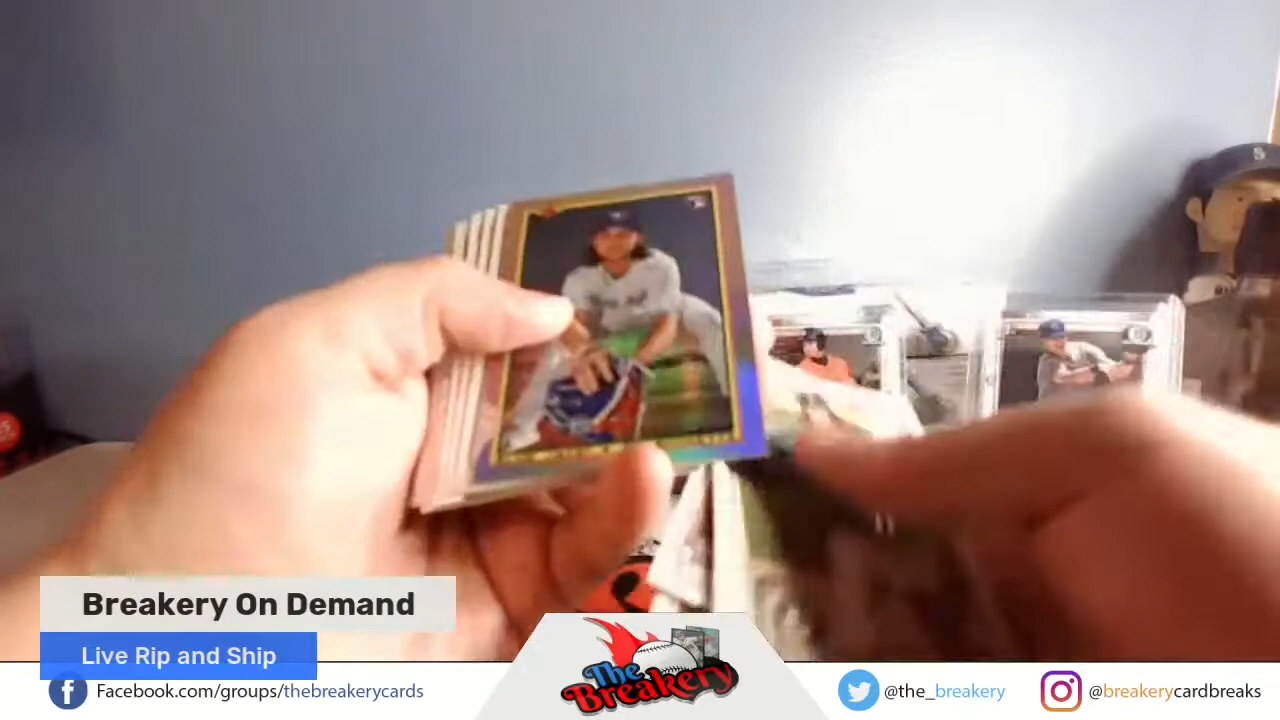 S
Breakery On Demand
Live Rip and Ship
Facebook.com/groups/thebreakerycards
The
Breakery
@the_breakery
@breakerycardbreaks